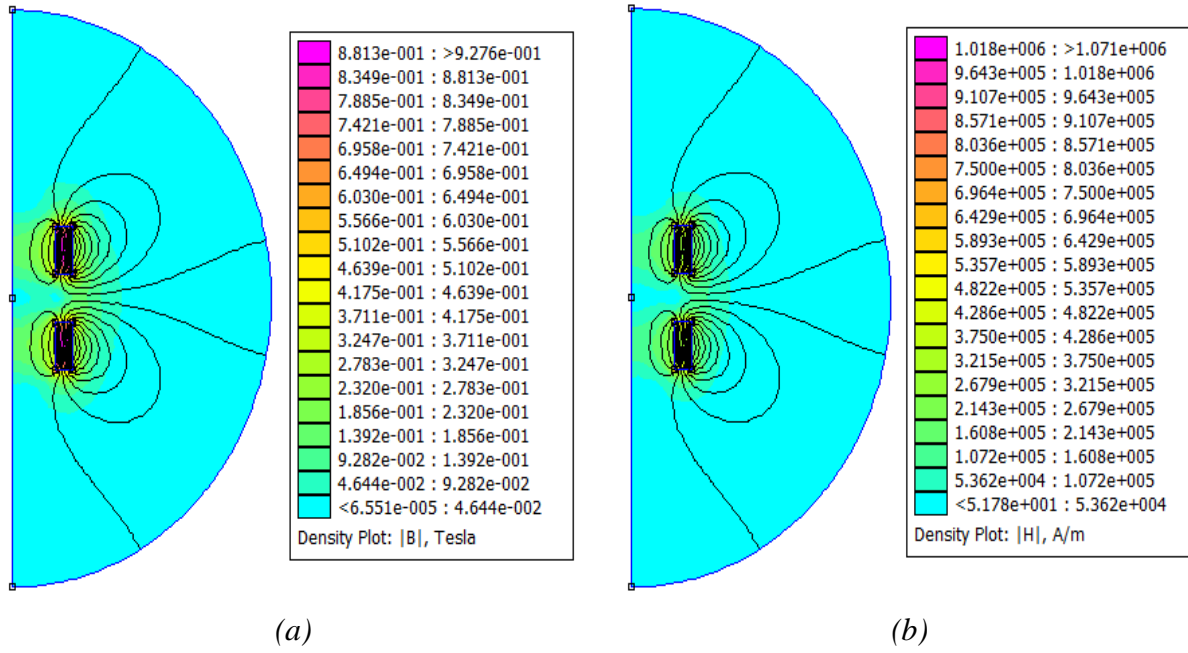 8.813e-001 : >9.276e-001
8.349e-001 : 8.813e-001
7.885e-001 : 8.349e-001
7.421e-001 : 7.885e-001
6.958e-001 : 7.421e-001
6.494e-001 : 6.958e-001
6.030e-001 : 6.494e-001
5.566e-001 : 6.030e-001
5.102e-001 : 5.566e-001
4.639e-001 : 5.102e-001
4.175e-001 : 4.639e-001
3.711e-001 : 4.175e-001
3.247e-001 : 3.711e-001
2.783e-001 : 3.247e-001
2.320e-001 : 2.783e-001
1.856e-001 : 2.320e-001
1.392e-001 : 1.856e-001
9.282e-002 : 1.392e-001
4.644e-002 : 9.282e-002
<6.551e-005 : 4.644e-002
Density Plot: |B|, Tesla
(a)
1.018e+006 : >1.071e+006
9.643e+005 : 1.018e+006
9.107e+005 : 9.643e+005
8.571e+005 : 9.107e+005
8.036e+005 : 8.571e+005
7.500e+005 : 8.036e+005
6.964e+005 : 7.500e+005
6.429e+005 : 6.964e+005
5.893e+005 : 6.429e+005
5.357e+005 : 5.893e+005
4.822e+005 : 5.357e+005
4.286e+005 : 4.822e+005
3.750e+005 : 4.286e+005
3.215e+005 : 3.750e+005
2.679e+005 : 3.215e+005
2.143e+005 : 2.679e+005
1.608e+005 : 2.143e+005
1.072e+005 : 1.608e+005
5.362e+004 : 1.072e+005
<5.178e+001 : 5.362e+004
Density Plot: |H|, A/m
(b)